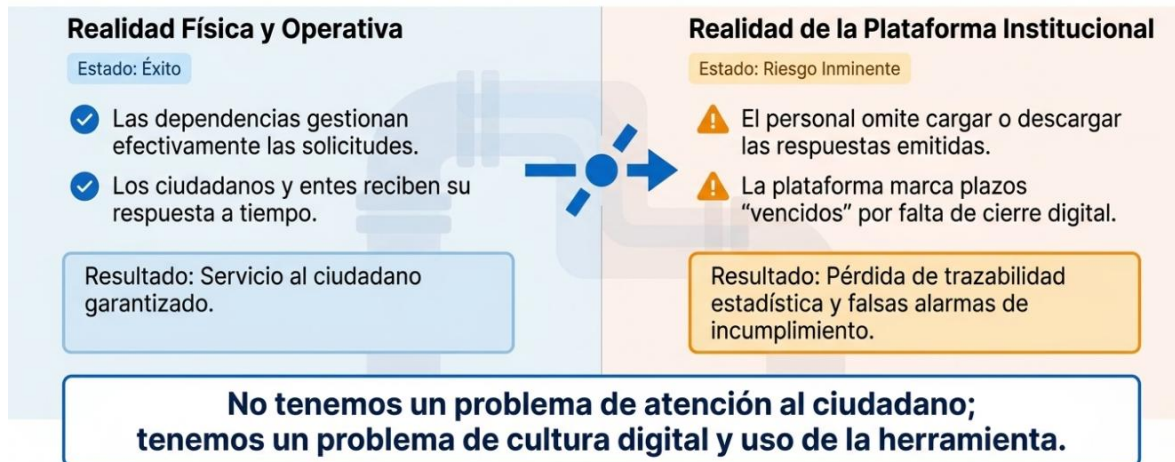 Realidad Física y Operativa
Estado: Éxito
Las dependencias gestionan
efectivamente las solicitudes.
Los ciudadanos y entes reciben su
respuesta a tiempo.
Resultado: Servicio al ciudadano
garantizado.
Realidad de la Plataforma Institucional
Estado: Riesgo Inminente
El personal omite cargar o descargar
las respuestas emitidas.
La plataforma marca plazos
“vencidos” por falta de cierre digital.
Resultado: Pérdida de trazabilidad
estadística y falsas alarmas de
incumplimiento.
No tenemos un problema de atención al ciudadano;
tenemos un problema de cultura digital y uso de la herramienta.